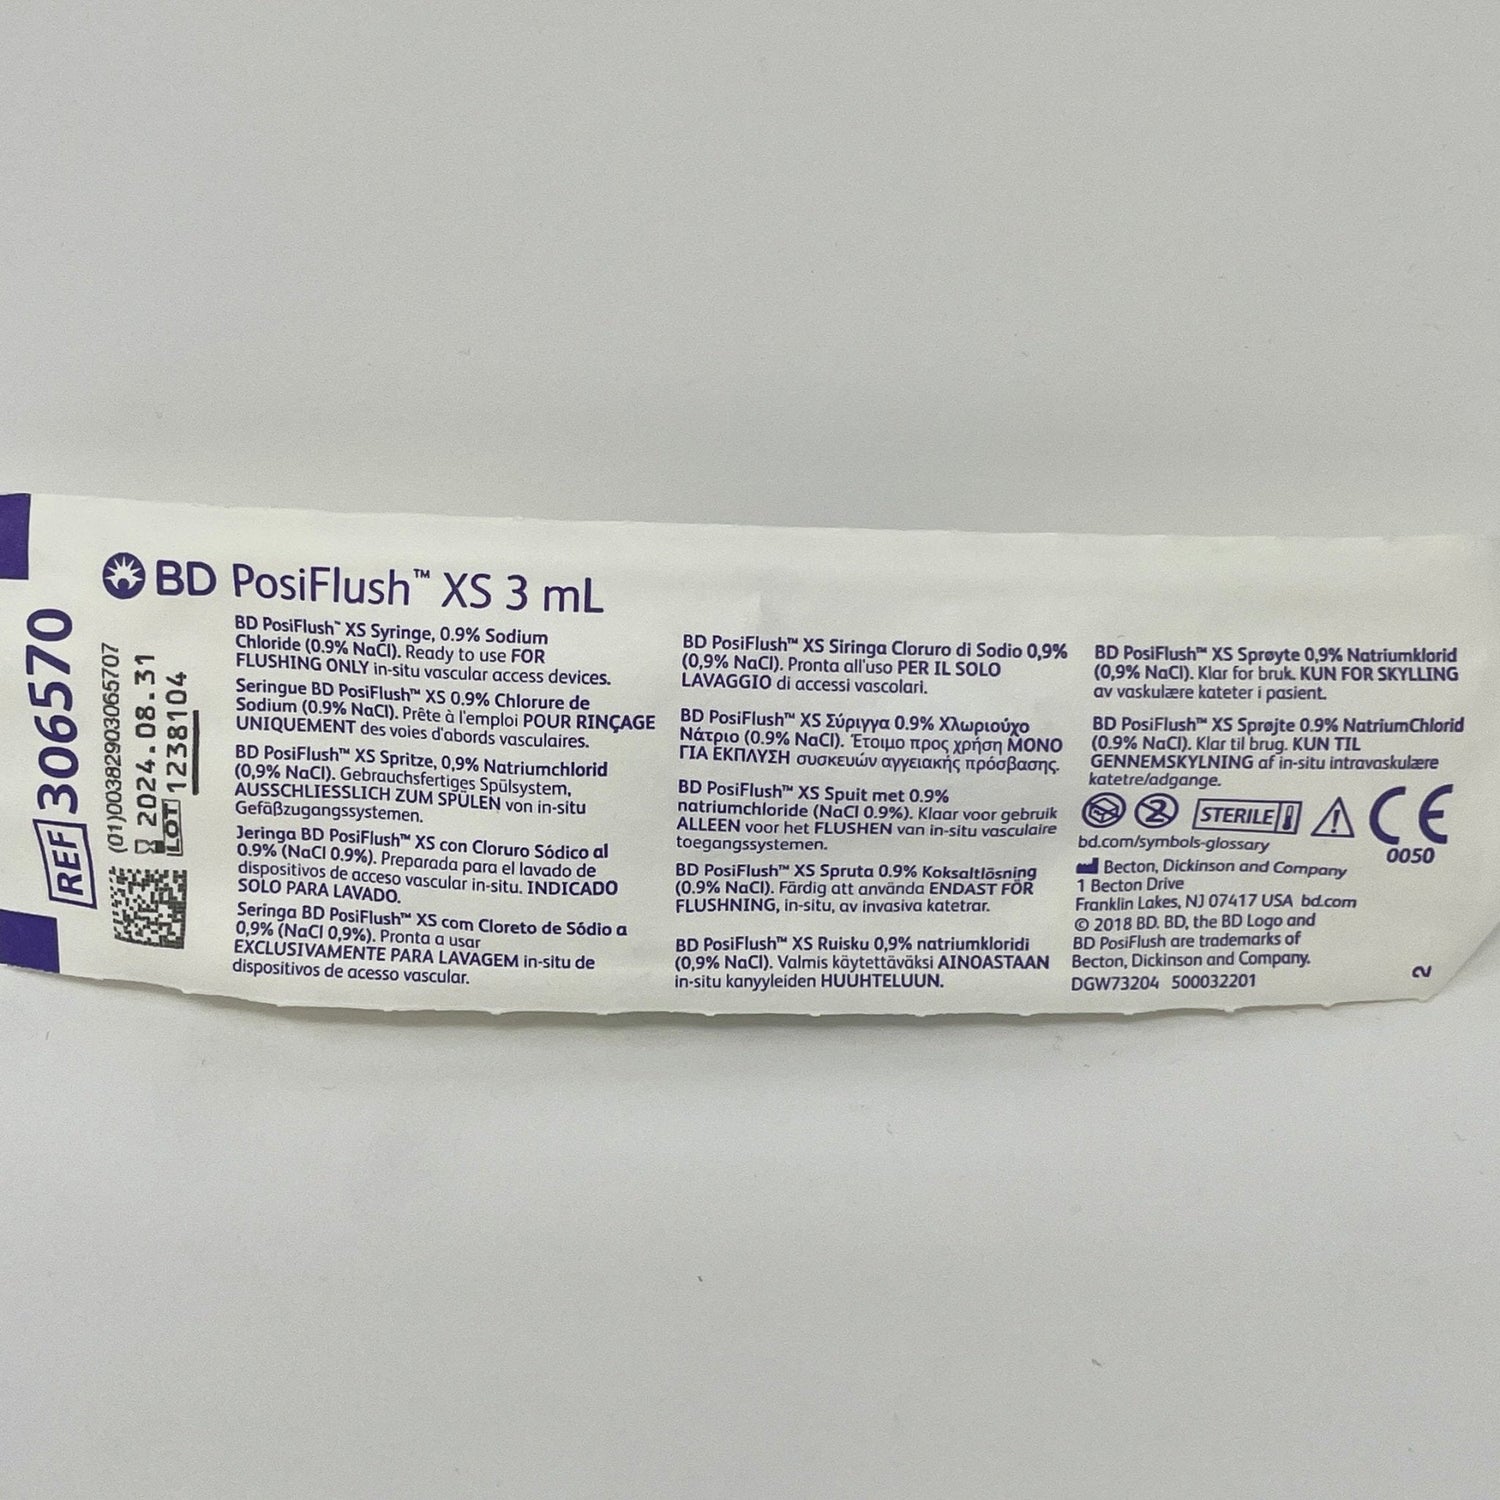 REF 306570
(01)00382903065707
2024.08.31
LOT 1238104
BD PosiFlush™ XS 3 mL
BD PosiFlush™ XS Syringe, 0.9% Sodium
Chloride (0.9% NaCl). Ready to use FOR
FLUSHING ONLY in-situ vascular access devices.
Seringue BD PosiFlush™ XS 0.9% Chlorure de
Sodium (0.9% NaCl). Prête à l'emploi POUR RINÇAGE
UNIQUEMENT des voies d'abords vasculaires.
BD PosiFlush™ XS Spritze, 0,9% Natriumchlorid
(0,9% NaCl). Gebrauchsfertiges Spülsystem,
AUSSCHLIESSLICH ZUM SPÜLEN von in-situ
Gefäßzugangssystemen.
Jeringa BD PosiFlush™ XS con Cloruro Sódico al
0.9% (NaCl 0.9%). Preparada para el lavado de
dispositivos de acceso vascular in-situ. INDICADO
SOLO PARA LAVADO.
Seringa BD PosiFlush™ XS com Cloreto de Sódio a
0,9% (NaCl 0,9%). Pronta a usar
EXCLUSIVAMENTE PARA LAVAGEM in-situ de
dispositivos de acesso vascular.
BD PosiFlush™ XS Siringa Cloruro di Sodio 0,9%
(0,9% NaCl). Pronta all'uso PER IL SOLO
LAVAGGIO di accessi vascolari.
BD PosiFlush™ XS Σύριγγα 0.9% Χλωριούχο
Νάτριο (0.9% NaCl). Έτοιμο προς χρήση ΜΟΝΟ
ΓΙΑ ΕΚΠΛΥΣΗ συσκευών αγγειακής πρόσβασης.
BD PosiFlush™ XS Spuit met 0.9%
natriumchloride (NaCl 0.9%). Klaar voor gebruik
ALLEEN voor het FLUSHEN van in-situ vasculaire
toegangssystemen.
BD PosiFlush™ XS Spruta 0.9% Koksaltlösning
(0.9% NaCl). Färdig att använda ENDAST FÖR
FLUSHNING, in-situ, av invasiva katetrar.
BD PosiFlush™ XS Ruisku 0,9% natriumkloridi
(0,9% NaCl). Valmis käytettäväksi AINOASTAAN
in-situ kanyyleiden HUUHTELUUN.
BD PosiFlush™ XS Sprøyte 0,9% Natriumklorid
(0,9% NaCl). Klar for bruk. KUN FOR SKYLLING
av vaskulære kateter i pasient.
BD PosiFlush™ XS Sprøjte 0.9% NatriumChlorid
(0.9% NaCl). Klar til brug. KUN TIL
GENNEMSKYLNING af in-situ intravaskulære
katetre/adgange.
2 STERILE CE
bd.com/symbols-glossary
0050
Becton, Dickinson and Company
1 Becton Drive
Franklin Lakes, NJ 07417 USA bd.com
© 2018 BD. BD, the BD Logo and
BD PosiFlush are trademarks of
Becton, Dickinson and Company.
DGW73204 500032201
2